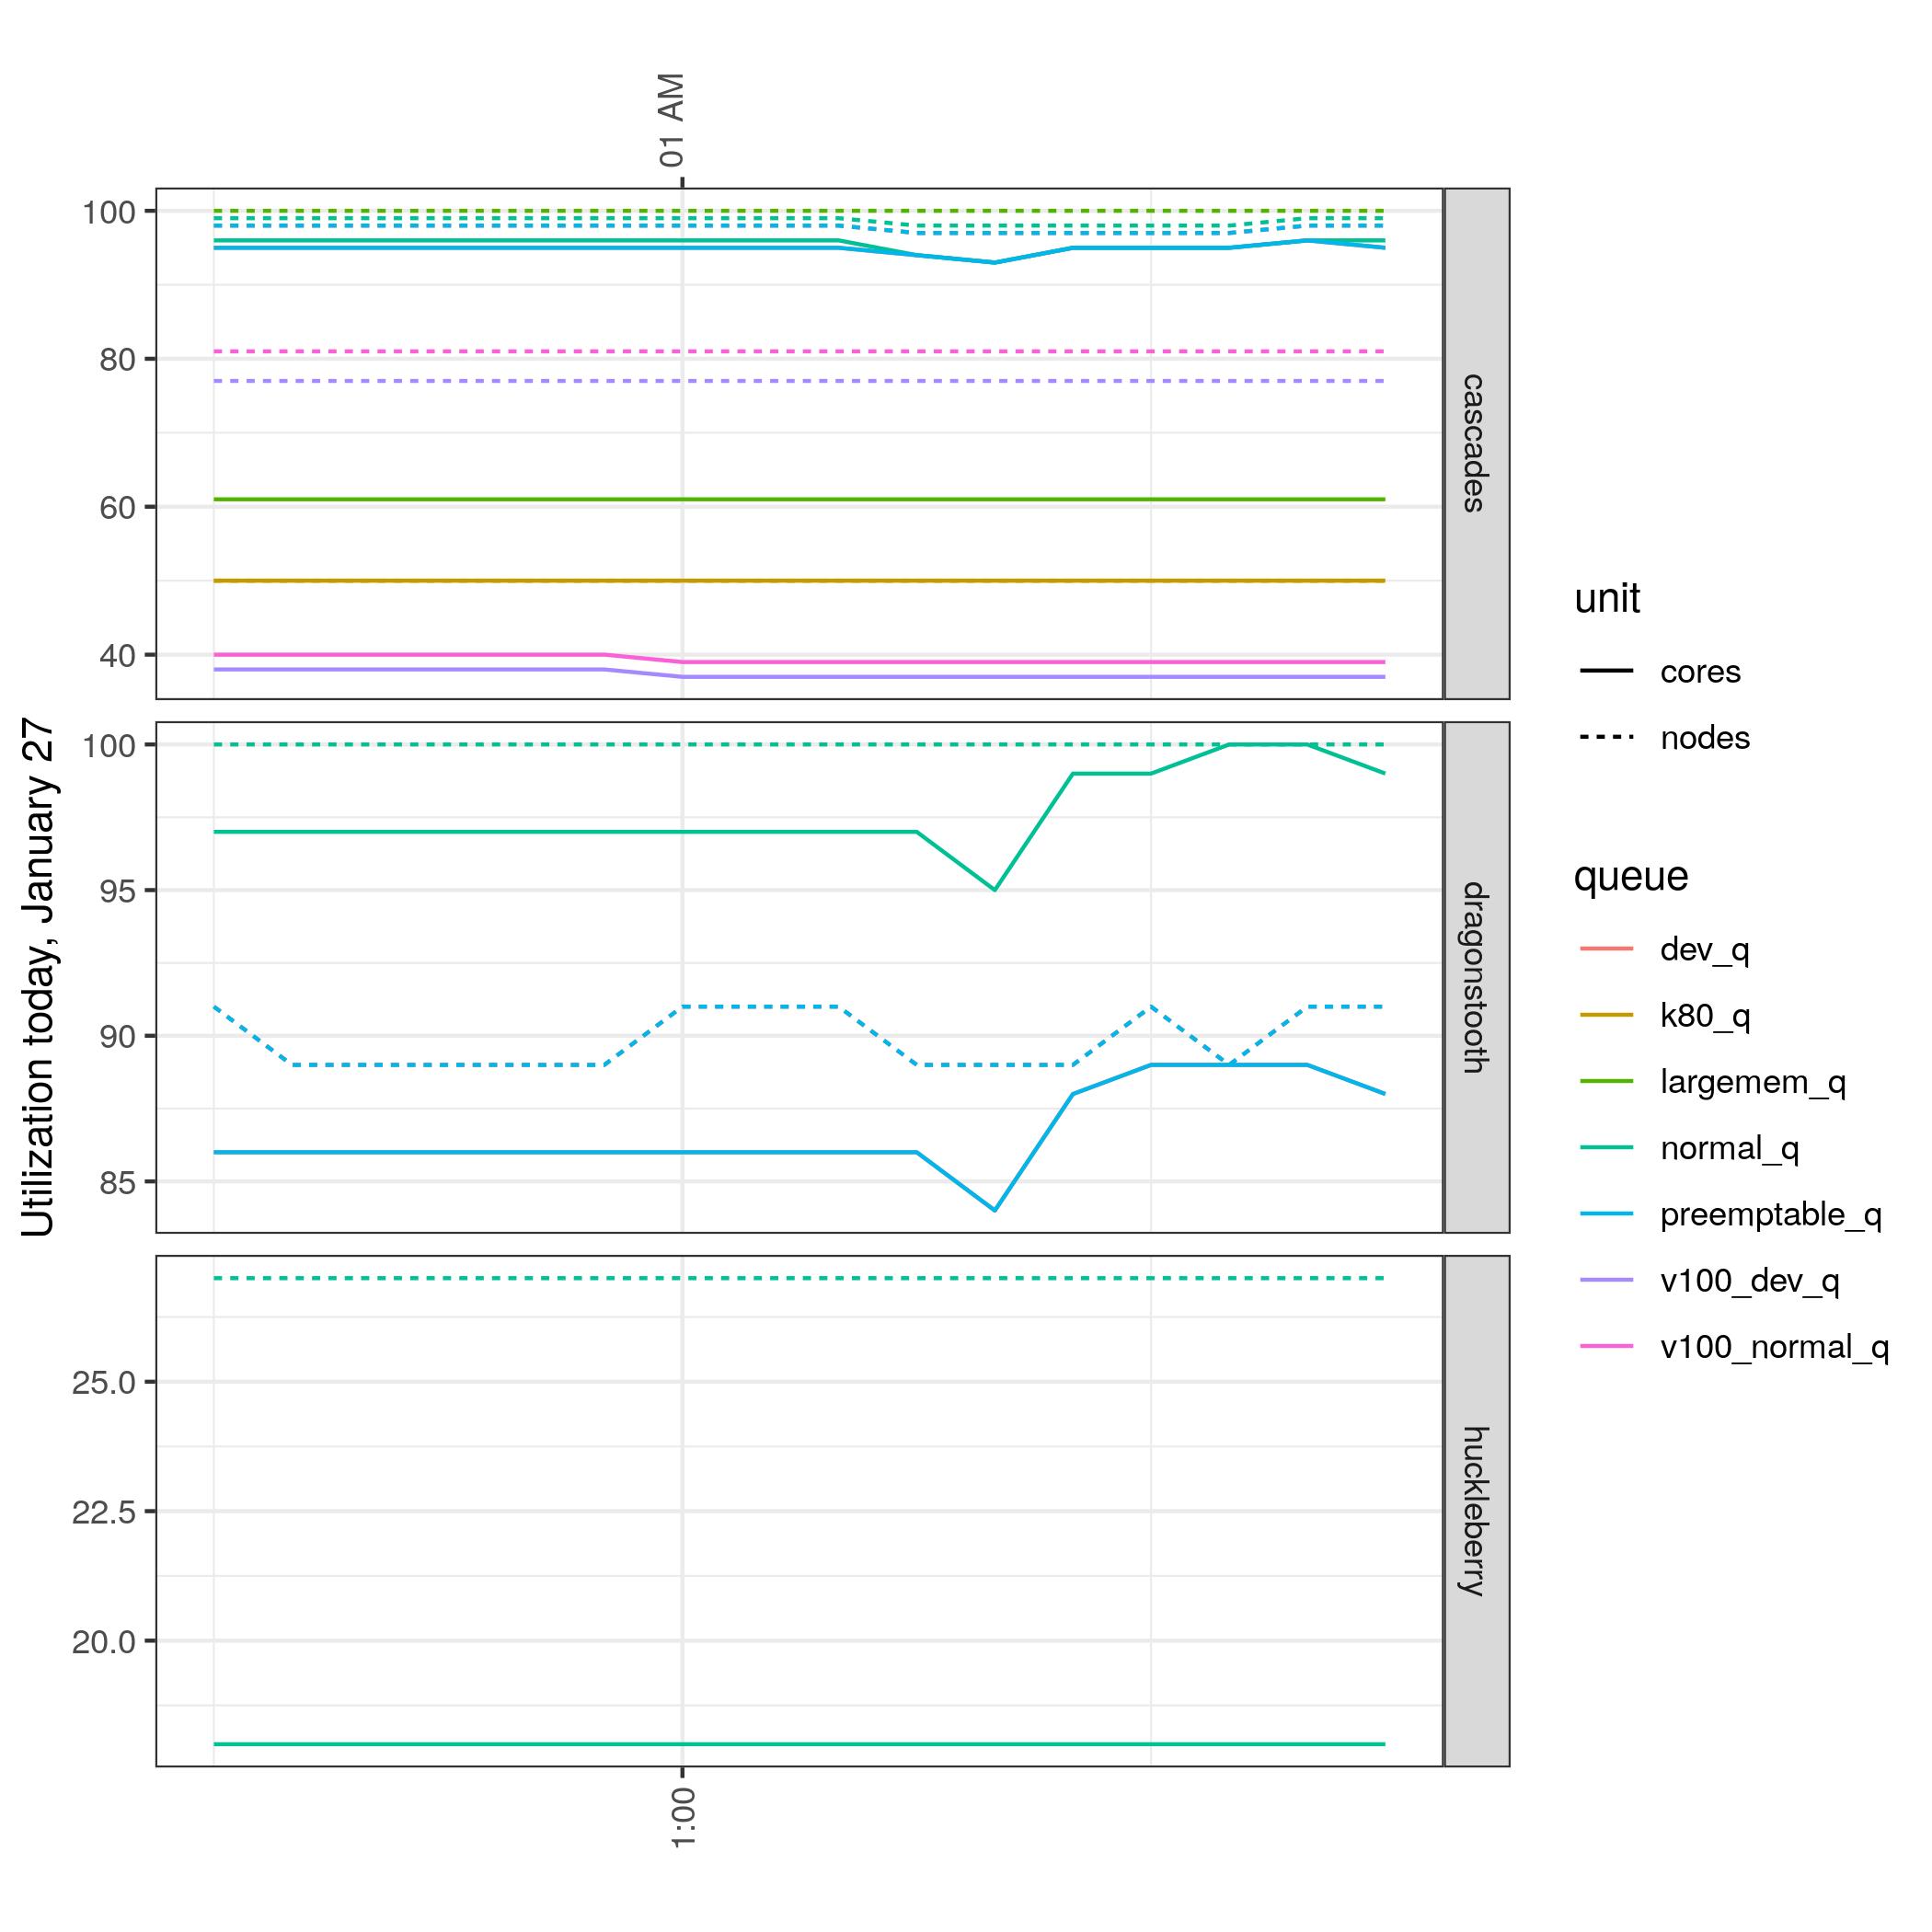 01 AM
100
80
60
40
cascades
100
95
90
85
dragonstooth
25.0
22.5
20.0
huckleberry
1:00
Utilization today, January 27
unit
cores
nodes
queue
dev_q
k80_q
largemem_q
normal_q
preemptable_q
v100_dev_q
v100_normal_q